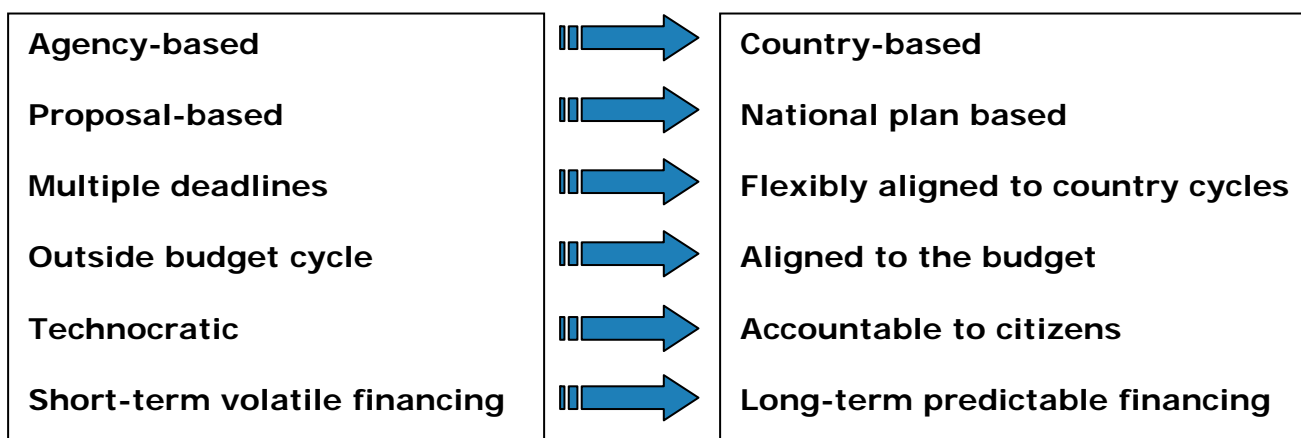 Agency-based
Country-based
Proposal-based
National plan based
Multiple deadlines
Flexibly aligned to country cycles
Outside budget cycle
Aligned to the budget
Technocratic
Accountable to citizens
Short-term volatile financing
Long-term predictable financing